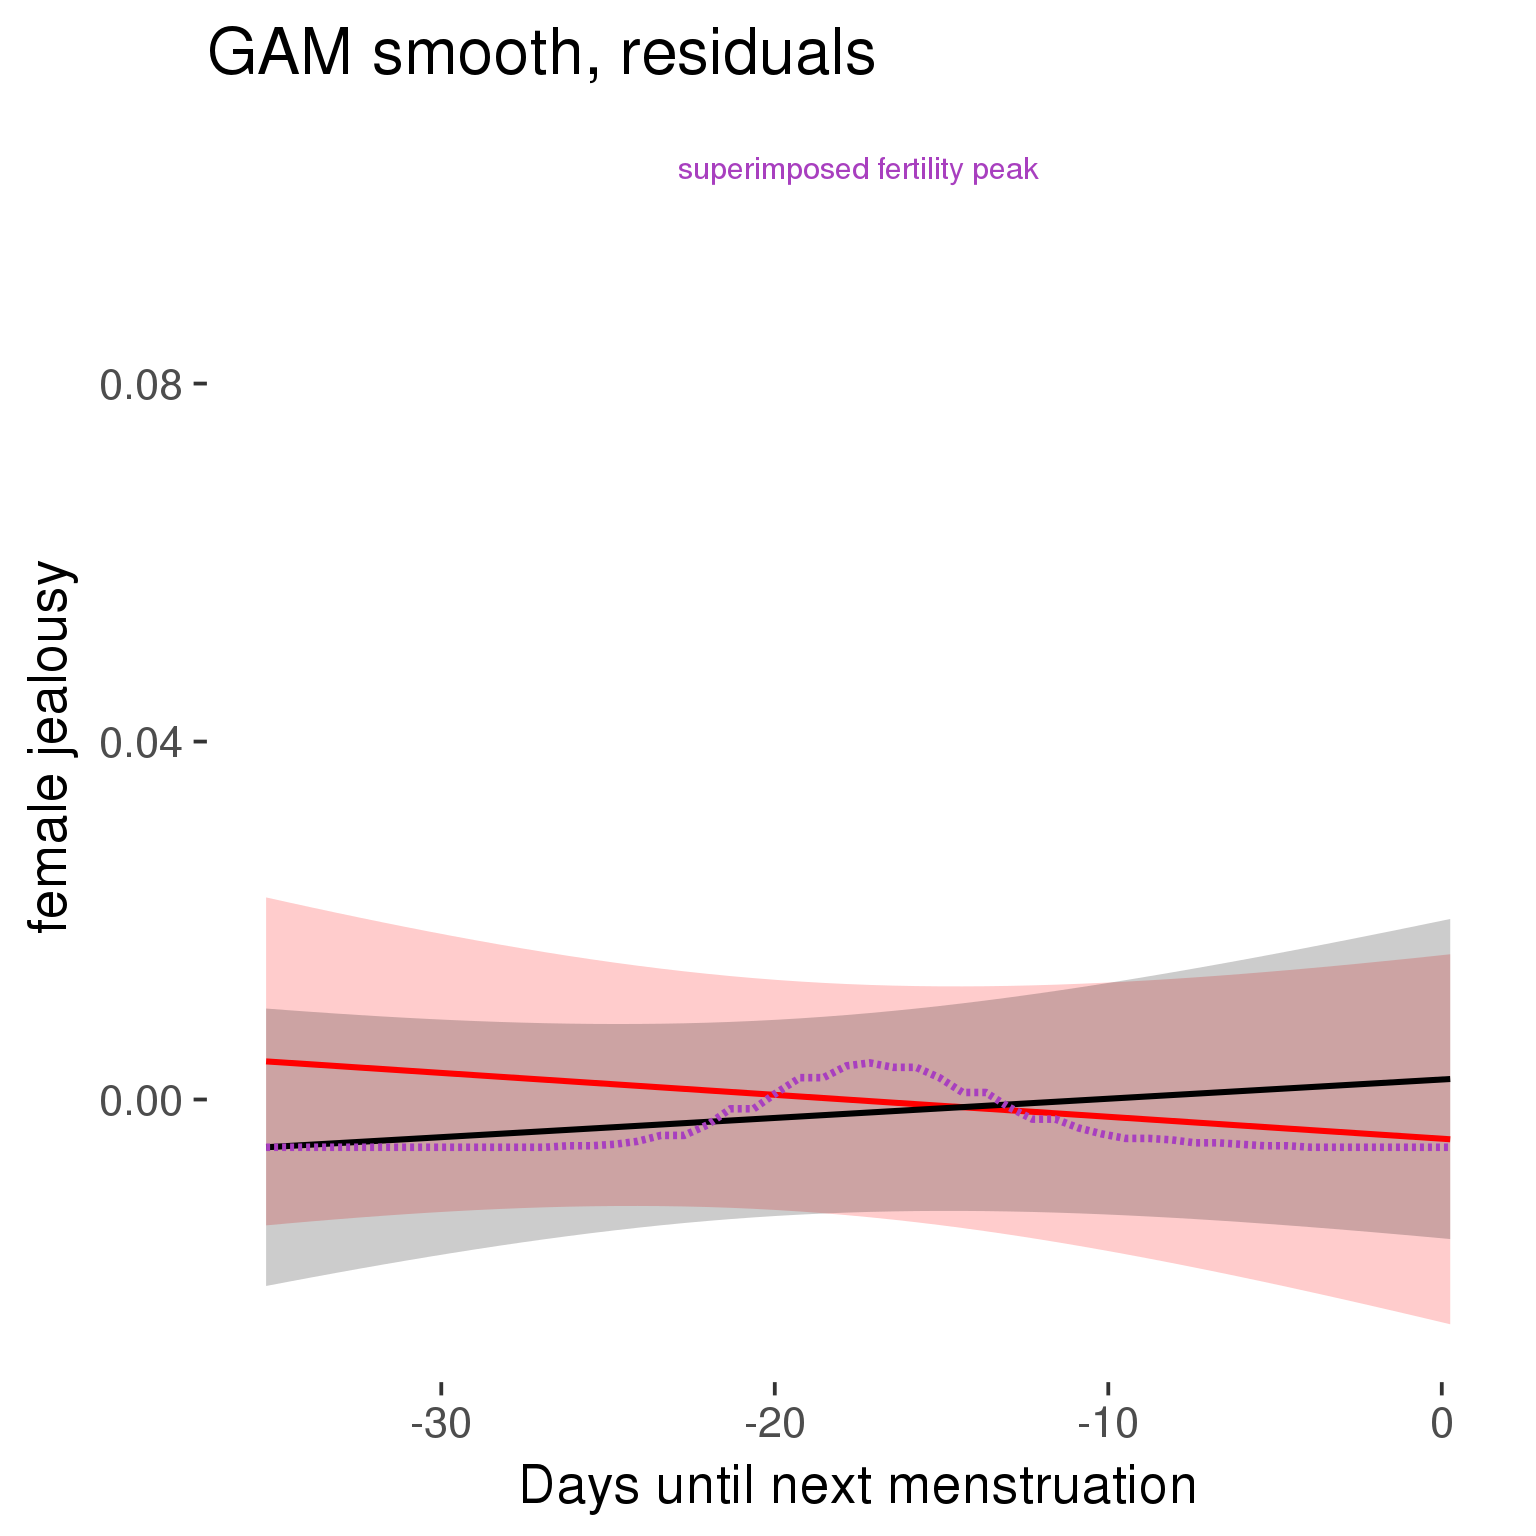 GAM smooth, residuals
superimposed fertility peak
0.08
0.04
0.00
female jealousy
-30 -20 -10 0
Days until next menstruation